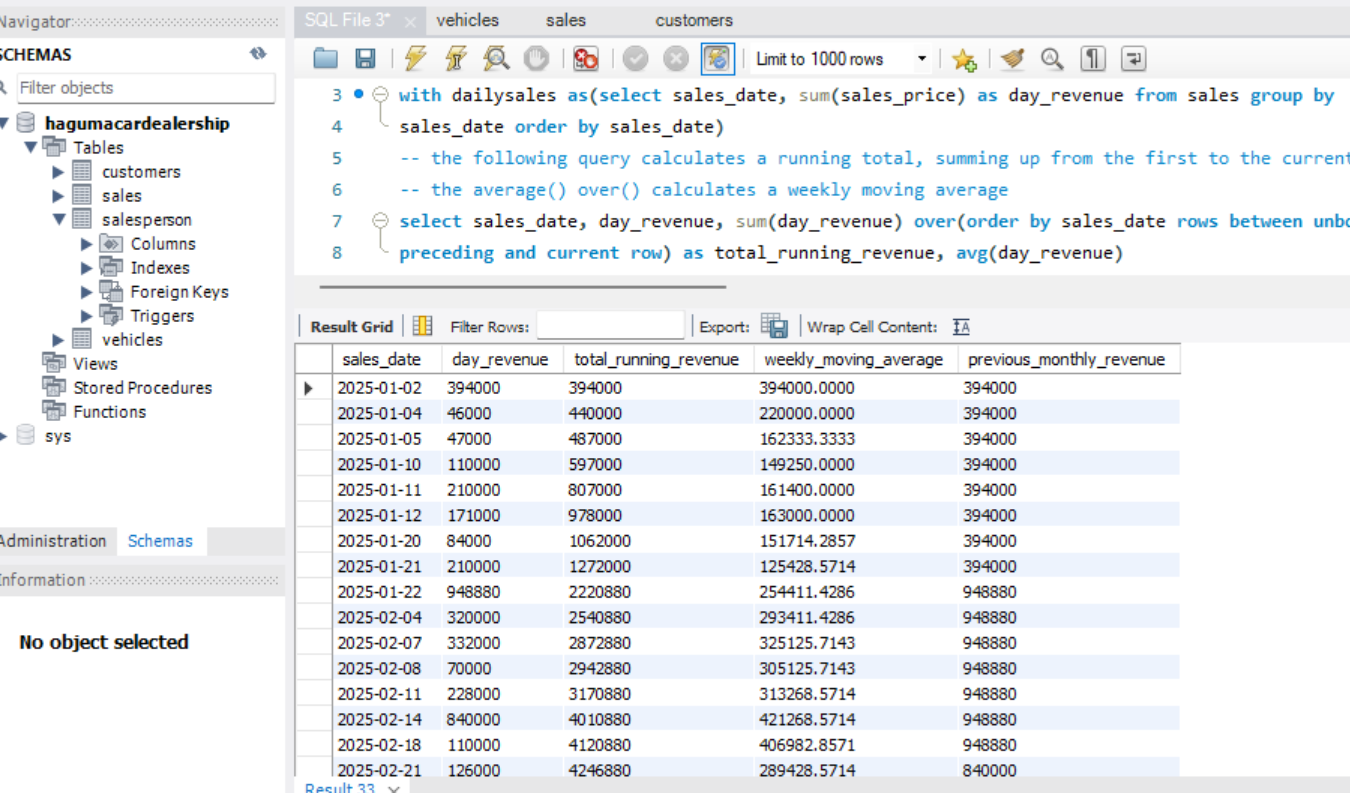 Navigator
SCHEMAS
Filter objects
hagumacardealership
Tables
customers
sales
salesperson
Columns
Indexes
Foreign Keys
Triggers
vehicles
Views
Stored Procedures
Functions
sys
Administration Schemas
Information
No object selected
SQL File 3* vehicles sales customers
Limit to 1000 rows
3 with dailysales as(select sales_date, sum(sales_price) as day_revenue from sales group by
4 sales_date order by sales_date)
5 -- the following query calculates a running total, summing up from the first to the current
6 -- the average() over() calculates a weekly moving average
7 select sales_date, day_revenue, sum(day_revenue) over(order by sales_date rows between unbo
8 preceding and current row) as total_running_revenue, avg(day_revenue)
Result Grid Filter Rows: Export: Wrap Cell Content: IA
sales_date day_revenue total_running_revenue weekly_moving_average previous_monthly_revenue
2025-01-02 394000 394000 394000.0000 394000
2025-01-04 46000 440000 220000.0000 394000
2025-01-05 47000 487000 162333.3333 394000
2025-01-10 110000 597000 149250.0000 394000
2025-01-11 210000 807000 161400.0000 394000
2025-01-12 171000 978000 163000.0000 394000
2025-01-20 84000 1062000 151714.2857 394000
2025-01-21 210000 1272000 125428.5714 394000
2025-01-22 948880 2220880 254411.4286 948880
2025-02-04 320000 2540880 293411.4286 948880
2025-02-07 332000 2872880 325125.7143 948880
2025-02-08 70000 2942880 305125.7143 948880
2025-02-11 228000 3170880 313268.5714 948880
2025-02-14 840000 4010880 421268.5714 948880
2025-02-18 110000 4120880 406982.8571 948880
2025-02-21 126000 4246880 289428.5714 840000
Result 33